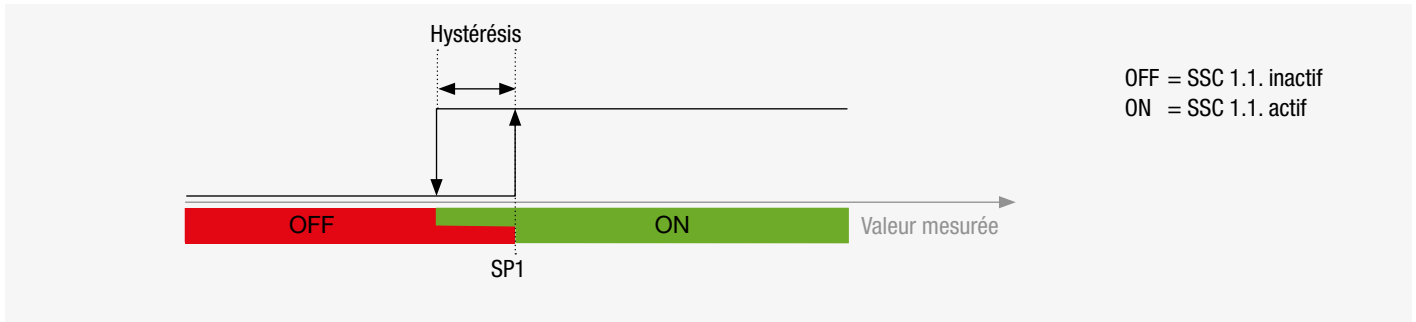 Hystérésis
OFF = SSC 1.1. inactif
ON = SSC 1.1. actif
OFF
ON
Valeur mesurée
SP1